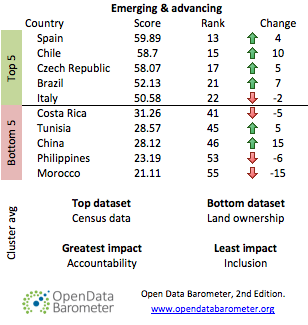 Emerging & advancing
Country Score Rank Change
Top 5
Spain 59.89 13 4
Chile 58.7 15 10
Czech Republic 58.07 17 5
Brazil 52.13 21 7
Italy 50.58 22 -2
Bottom 5
Costa Rica 31.26 41 -5
Tunisia 28.57 45 5
China 28.12 46 15
Philippines 23.19 53 -6
Morocco 21.11 55 -15
Cluster avg
Top dataset Bottom dataset
Census data Land ownership
Greatest impact Least impact
Accountability Inclusion
OpenData
Barometer
Open Data Barometer, 2nd Edition.
www.opendatabarometer.org